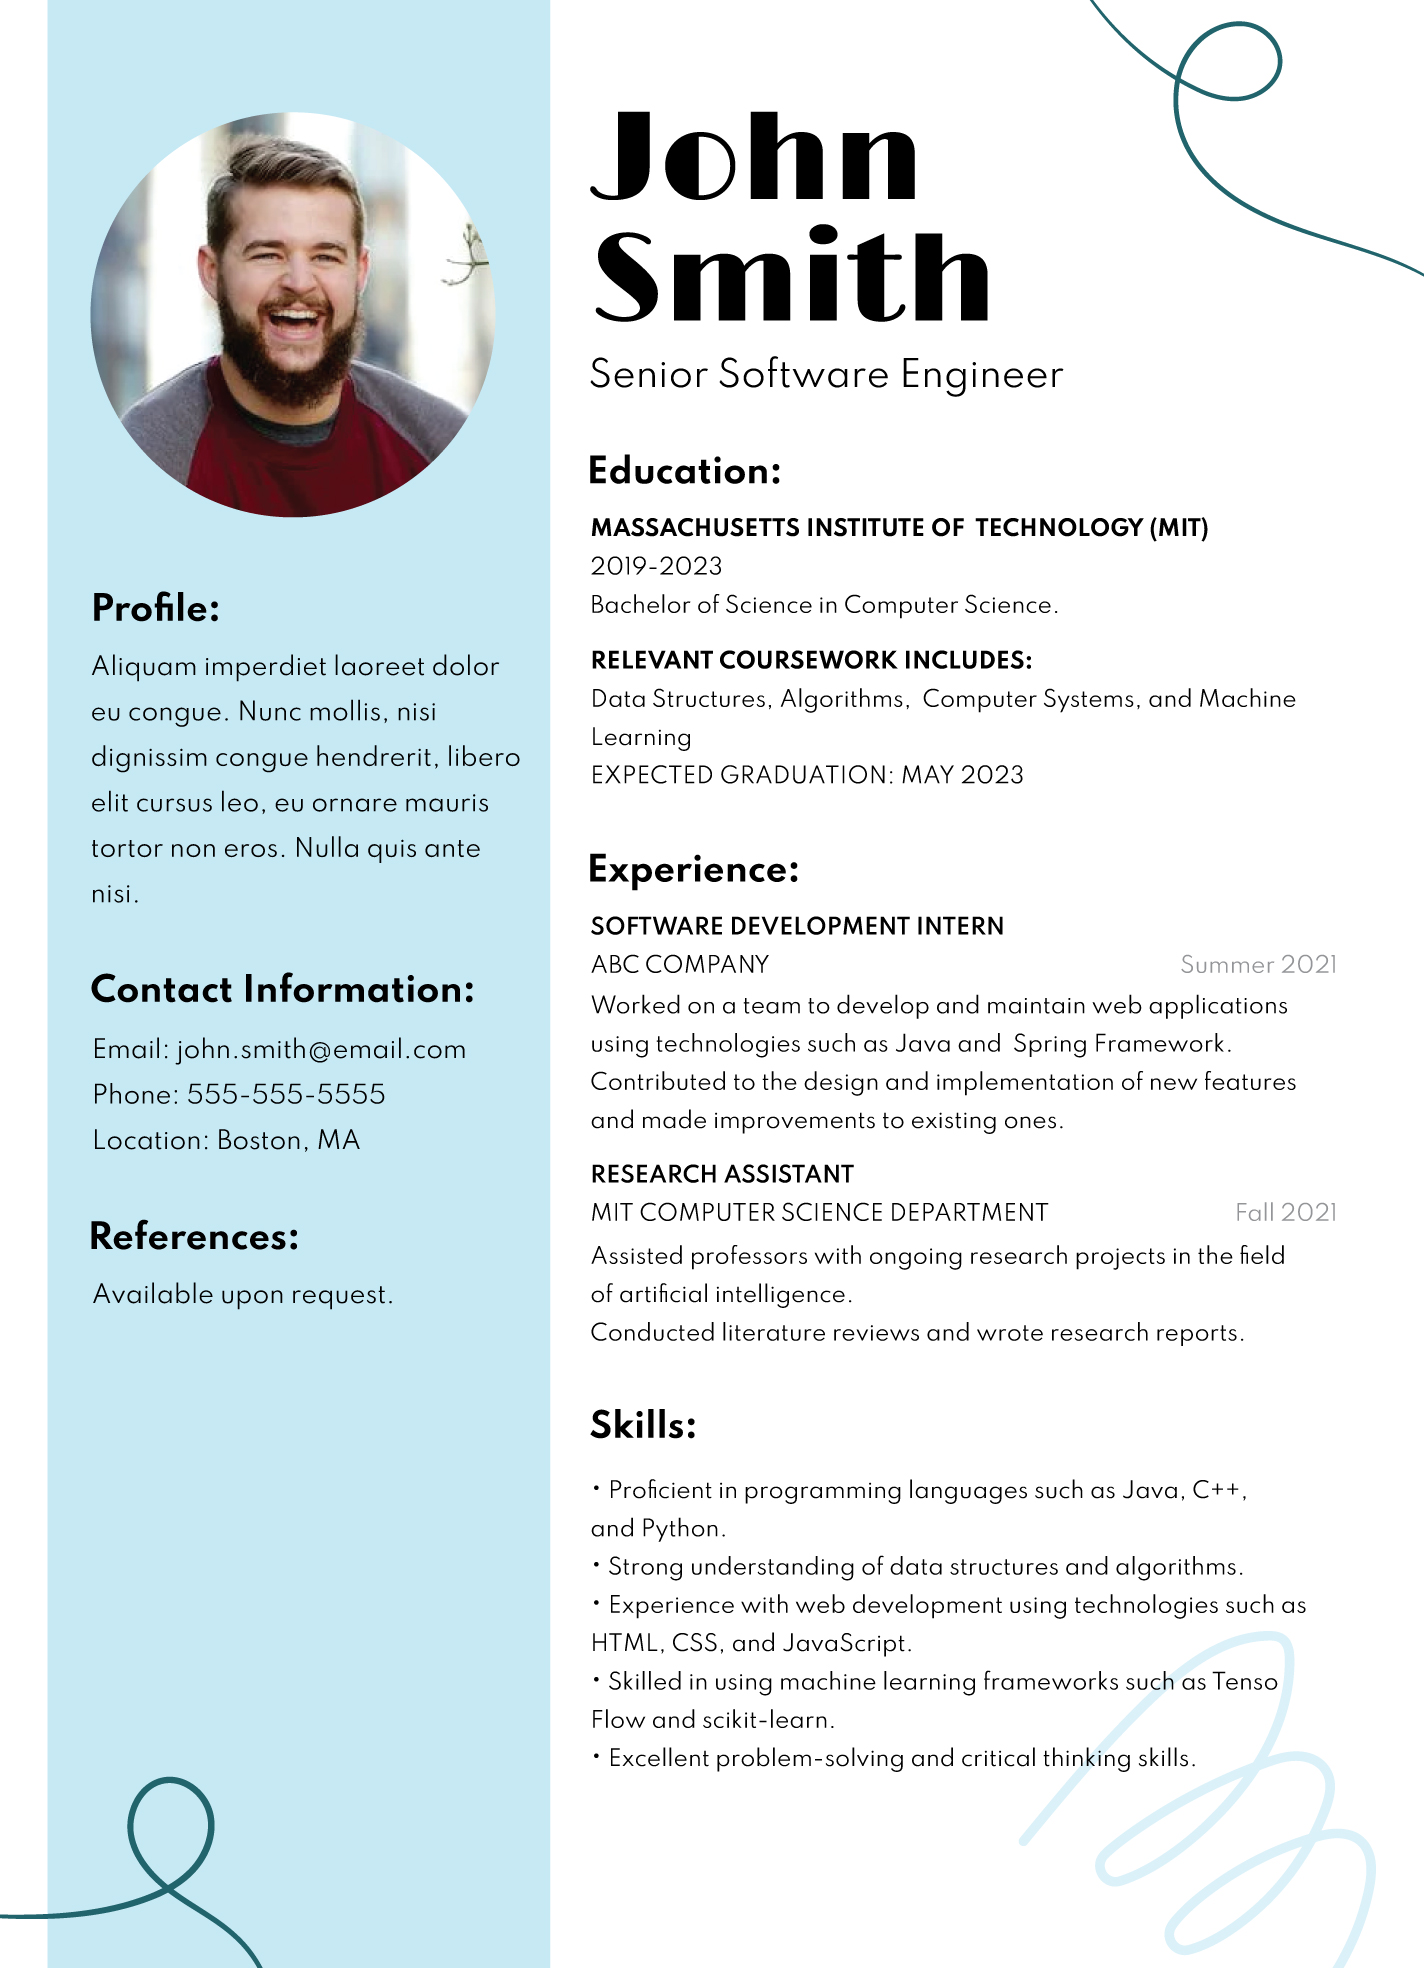 John
Smith
Senior Software Engineer
Profile:
Aliquam imperdiet laoreet dolor
eu congue. Nunc mollis, nisi
dignissim congue hendrerit, libero
elit cursus leo, eu ornare mauris
tortor non eros. Nulla quis ante
nisi.
Contact Information:
Email: john.smith@email.com
Phone: 555-555-5555
Location: Boston, MA
References:
Available upon request.
Education:
MASSACHUSETTS INSTITUTE OF TECHNOLOGY (MIT)
2019-2023
Bachelor of Science in Computer Science.
RELEVANT COURSEWORK INCLUDES:
Data Structures, Algorithms, Computer Systems, and Machine
Learning
EXPECTED GRADUATION: MAY 2023
Experience:
SOFTWARE DEVELOPMENT INTERN
ABC COMPANY Summer 2021
Worked on a team to develop and maintain web applications
using technologies such as Java and Spring Framework.
Contributed to the design and implementation of new features
and made improvements to existing ones.
RESEARCH ASSISTANT
MIT COMPUTER SCIENCE DEPARTMENT Fall 2021
Assisted professors with ongoing research projects in the field
of artificial intelligence.
Conducted literature reviews and wrote research reports.
Skills:
• Proficient in programming languages such as Java, C++,
and Python.
• Strong understanding of data structures and algorithms.
• Experience with web development using technologies such as
HTML, CSS, and JavaScript.
• Skilled in using machine learning frameworks such as Tenso
Flow and scikit-learn.
• Excellent problem-solving and critical thinking skills.